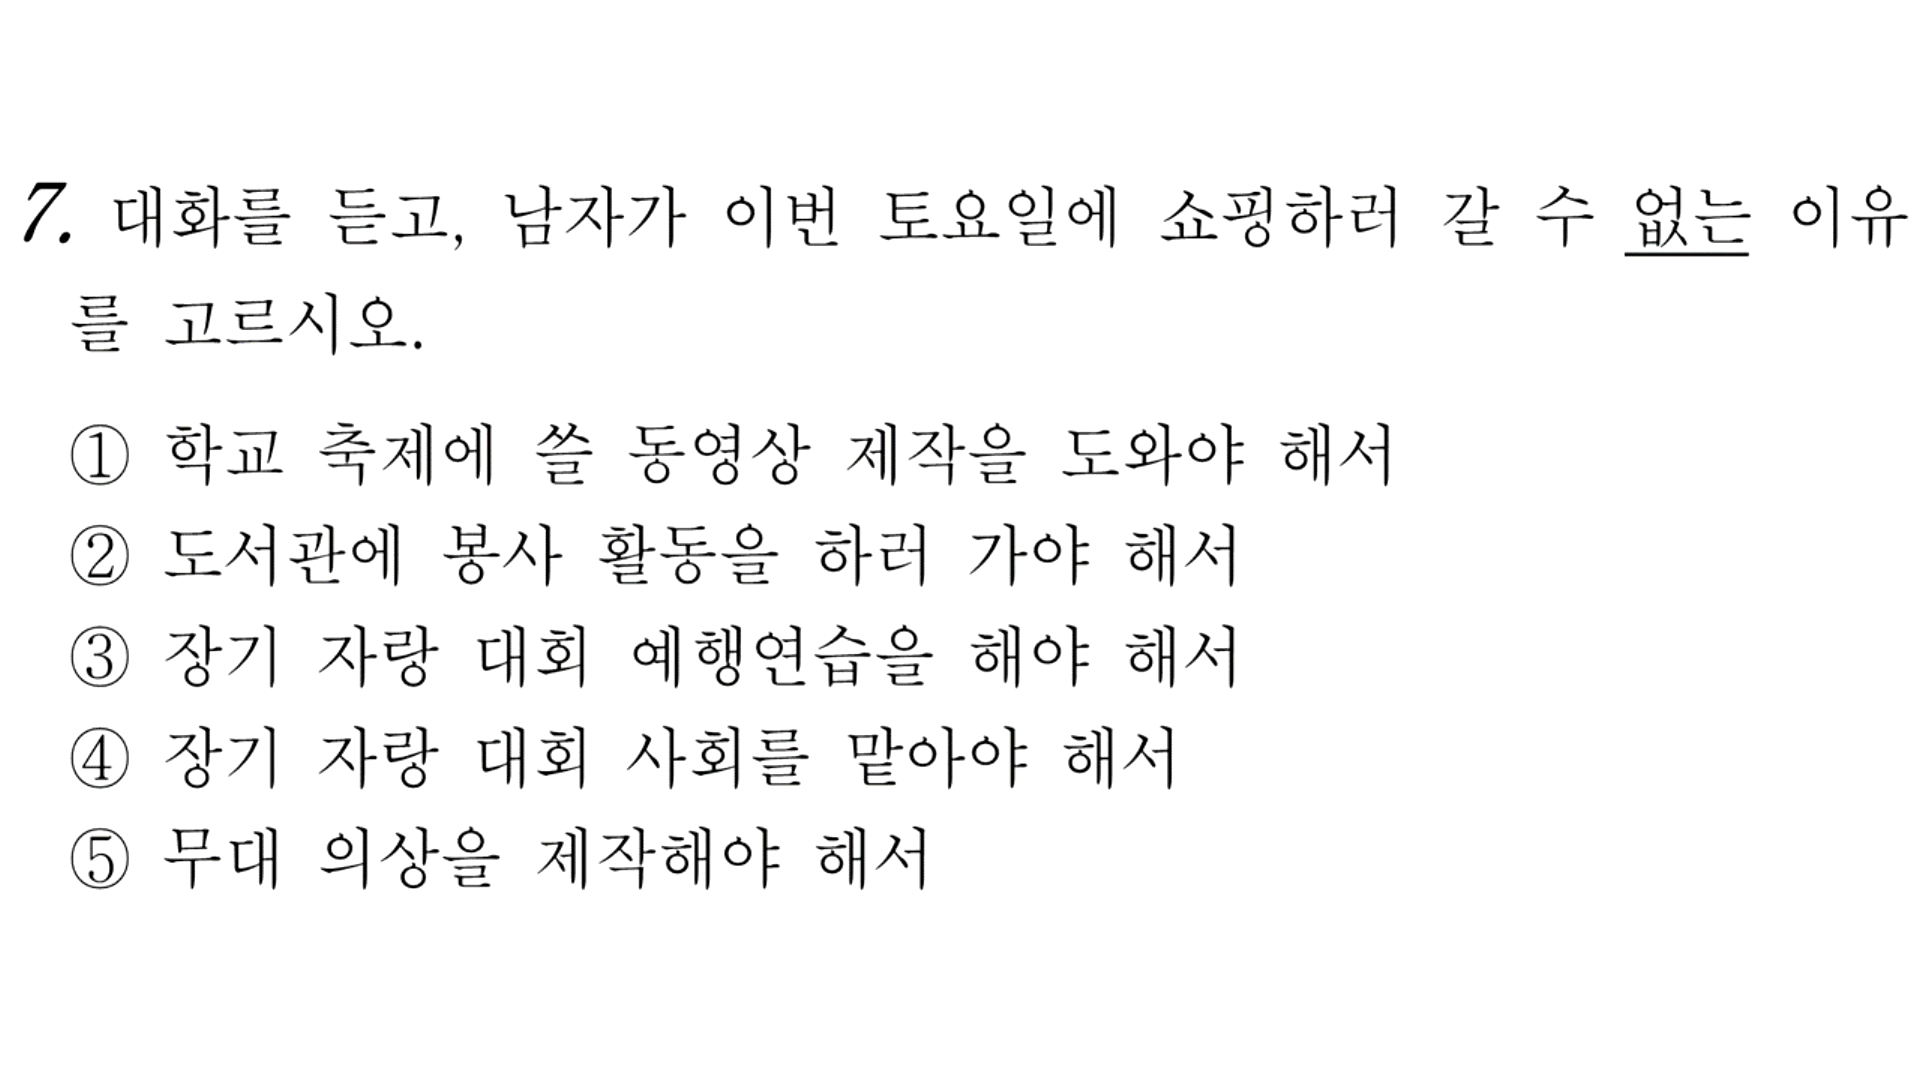 7. 대화를 듣고, 남자가 이번 토요일에 쇼핑하러 갈 수 없는 이유
를 고르시오.
① 학교 축제에 쓸 동영상 제작을 도와야 해서
② 도서관에 봉사 활동을 하러 가야 해서
③ 장기 자랑 대회 예행연습을 해야 해서
④ 장기 자랑 대회 사회를 맡아야 해서
⑤ 무대 의상을 제작해야 해서